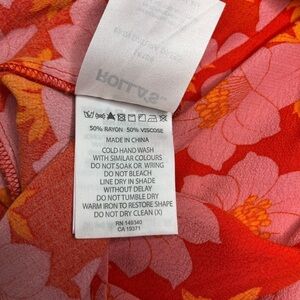 ROLLA'S
50% RAYON  50% VISCOSE
MADE IN CHINA
COLD HAND WASH
WITH SIMILAR COLOURS
DO NOT SOAK OR WRING
DO NOT BLEACH
LINE DRY IN SHADE
WITHOUT DELAY
DO NOT TUMBLE DRY
WARM IRON TO RESTORE SHAPE
DO NOT DRY CLEAN (X)
RN 149340
CA 19371